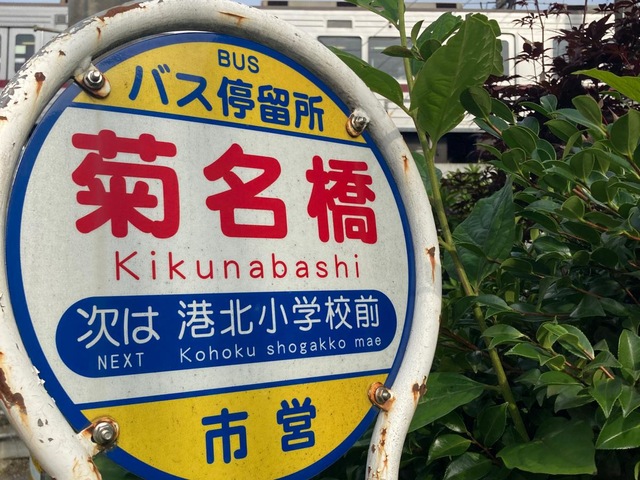 BUS
バス停留所
菊名橋
Kikunabashi
次は 港北小学校前
NEXT Kohoku shogakko mae
市営